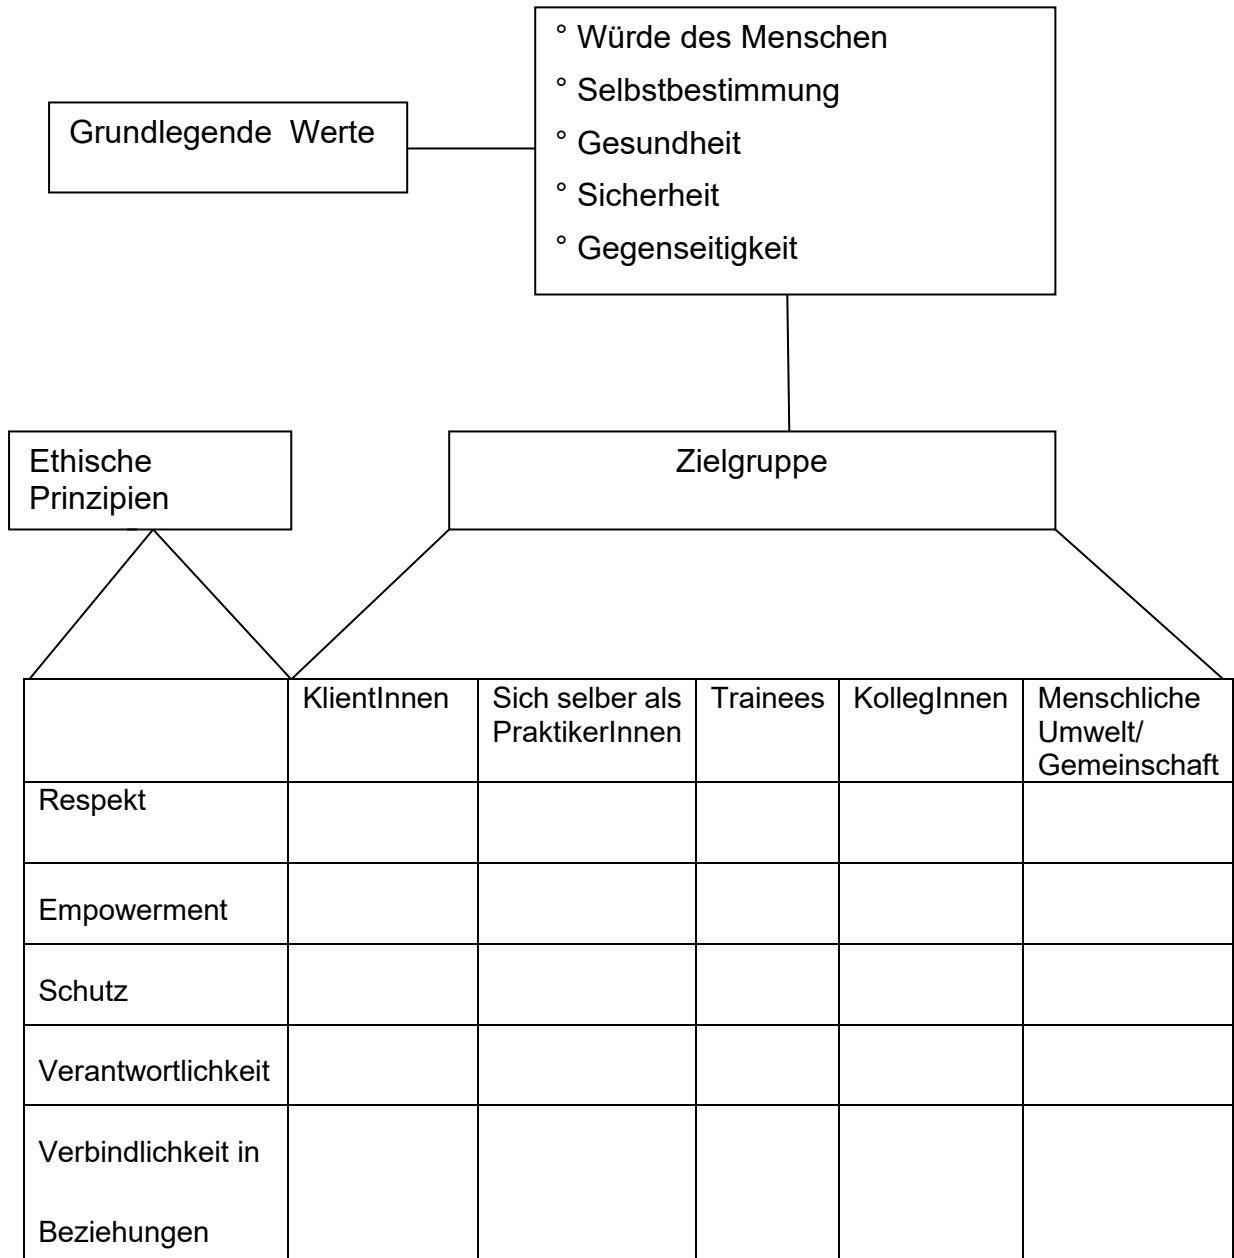 ° Würde des Menschen
° Selbstbestimmung
° Gesundheit
° Sicherheit
° Gegenseitigkeit
Grundlegende  Werte
Ethische
Prinzipien
Zielgruppe
KlientInnen
Sich selber als
PraktikerInnen
Trainees
KollegInnen
Menschliche
Umwelt/
Gemeinschaft
Respekt
Empowerment
Schutz
Verantwortlichkeit
Verbindlichkeit in
Beziehungen